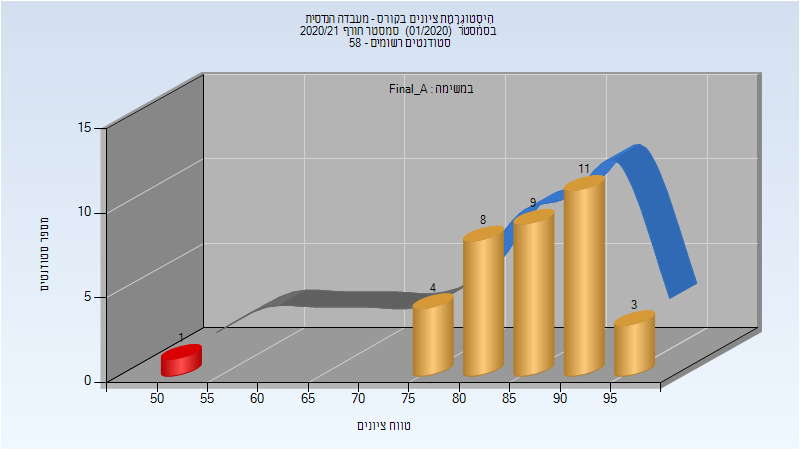 היסטוגרמת ציונים בקורס - מעבדה הנדסית
בסמסטר (01/2020) סמסטר חורף 2020/21
סטודנטים רשומים - 58
במשימה : Final_A
15
10
5
0
מספר סטודנטים
1
4
8
9
11
3
50 55 60 65 70 75 80 85 90 95
טווח ציונים